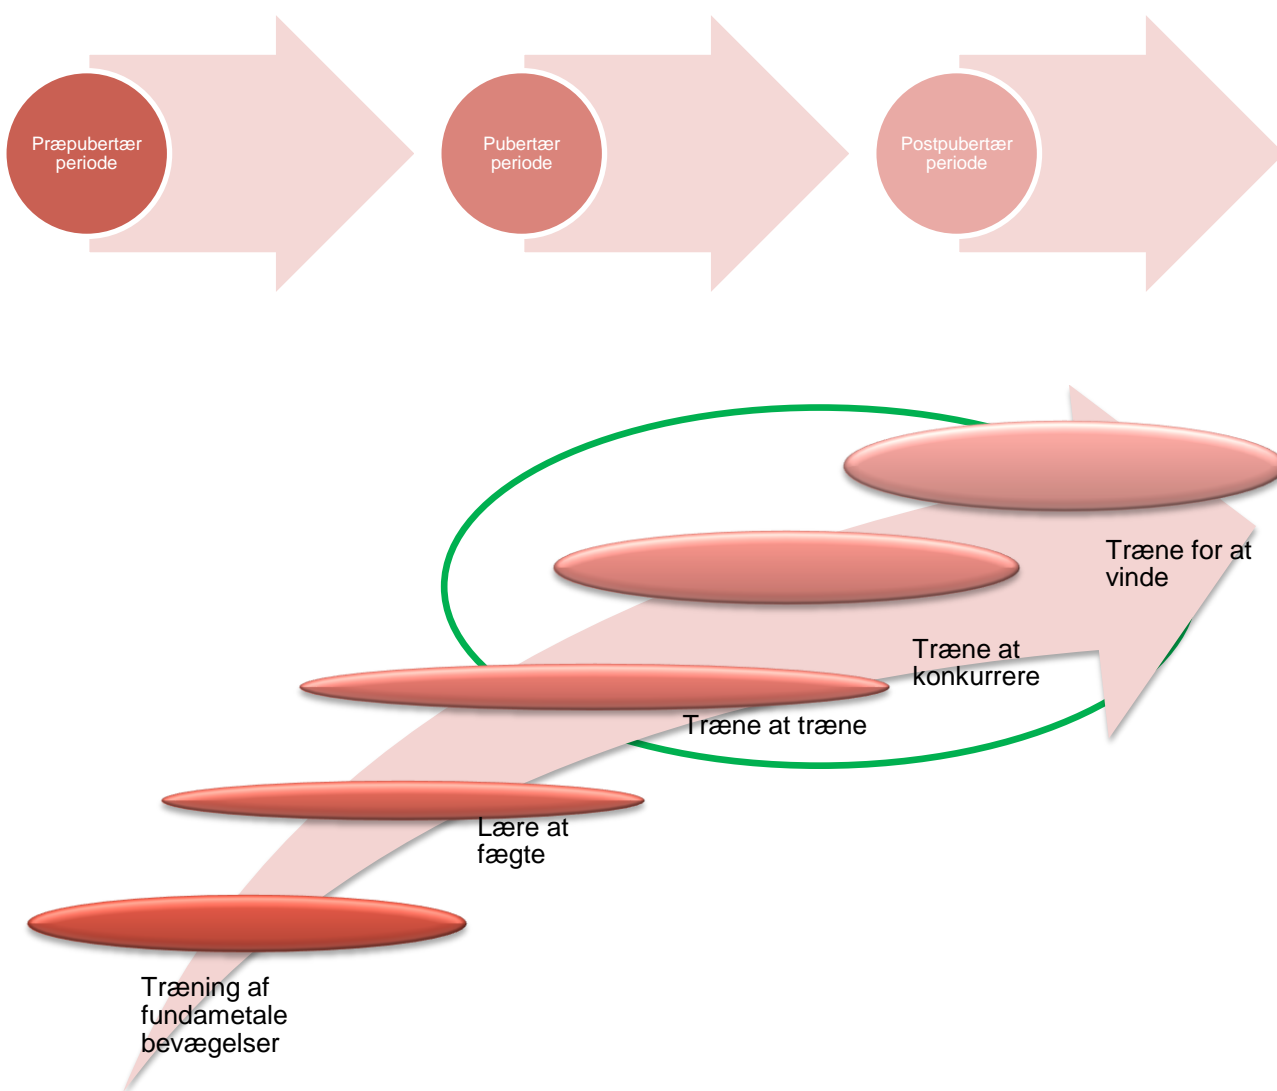 Præpubertær
periode
Pubertær
periode
Postpubertær
periode
Træne for at
vinde
Træne at
konkurrere
Træne at træne
Lære at
fægte
Træning af
fundametale
bevægelser